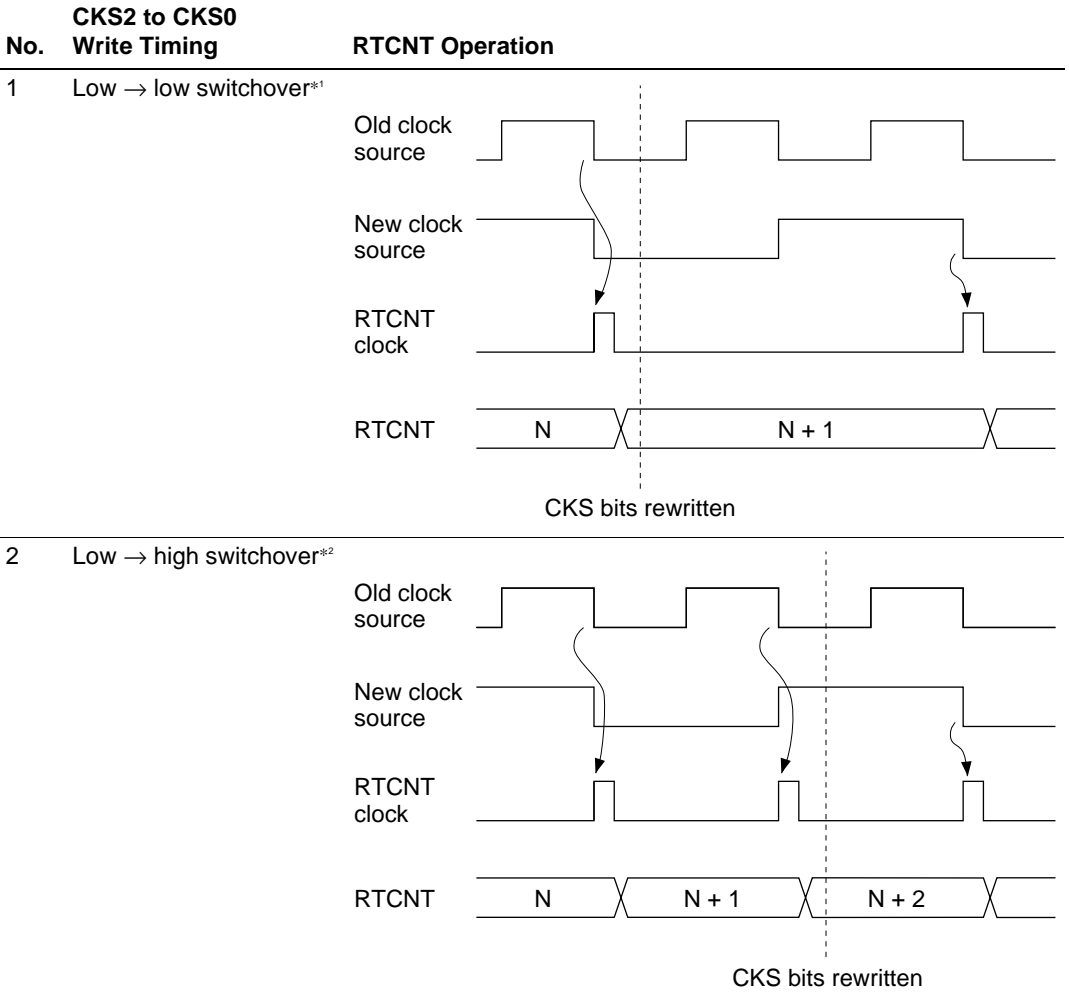 CKS2 to CKS0
No. Write Timing RTCNT Operation
1 Low → low switchover*1
Old clock
source
New clock
source
RTCNT
clock
RTCNT N N + 1
CKS bits rewritten
2 Low → high switchover*2
Old clock
source
New clock
source
RTCNT
clock
RTCNT N N + 1 N + 2
CKS bits rewritten